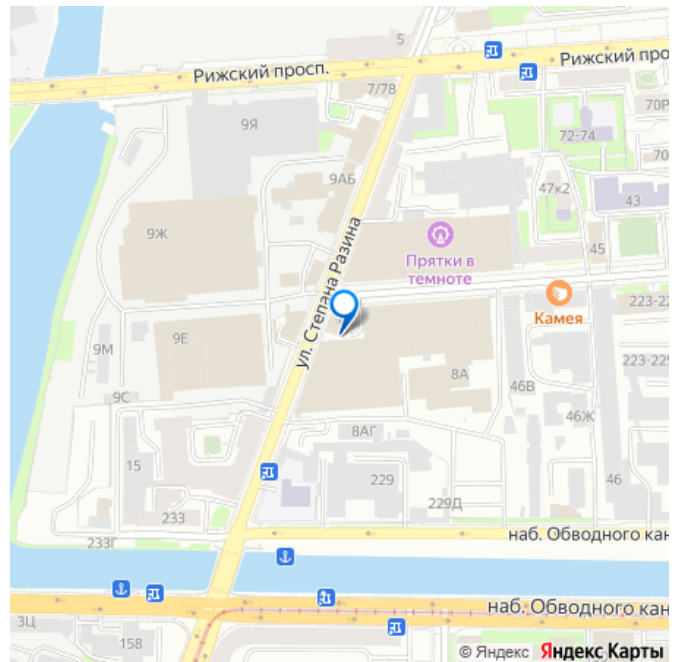 5
Рижский просп.
Рижский про
7/78
70Р
9Я
72-74
70
9АБ
47к2
43
ул. Степана Разина
9Ж
Прятки в
темноте
45
Камея
223-2
9Е
9М
223-225
8А
46В
9С
46Ж
8АГ
15
229
46
229Д
233
233Г
наб. Обводного кан
наб. Обводного кан
3Ц
158
© Яндекс Яндекс Карты